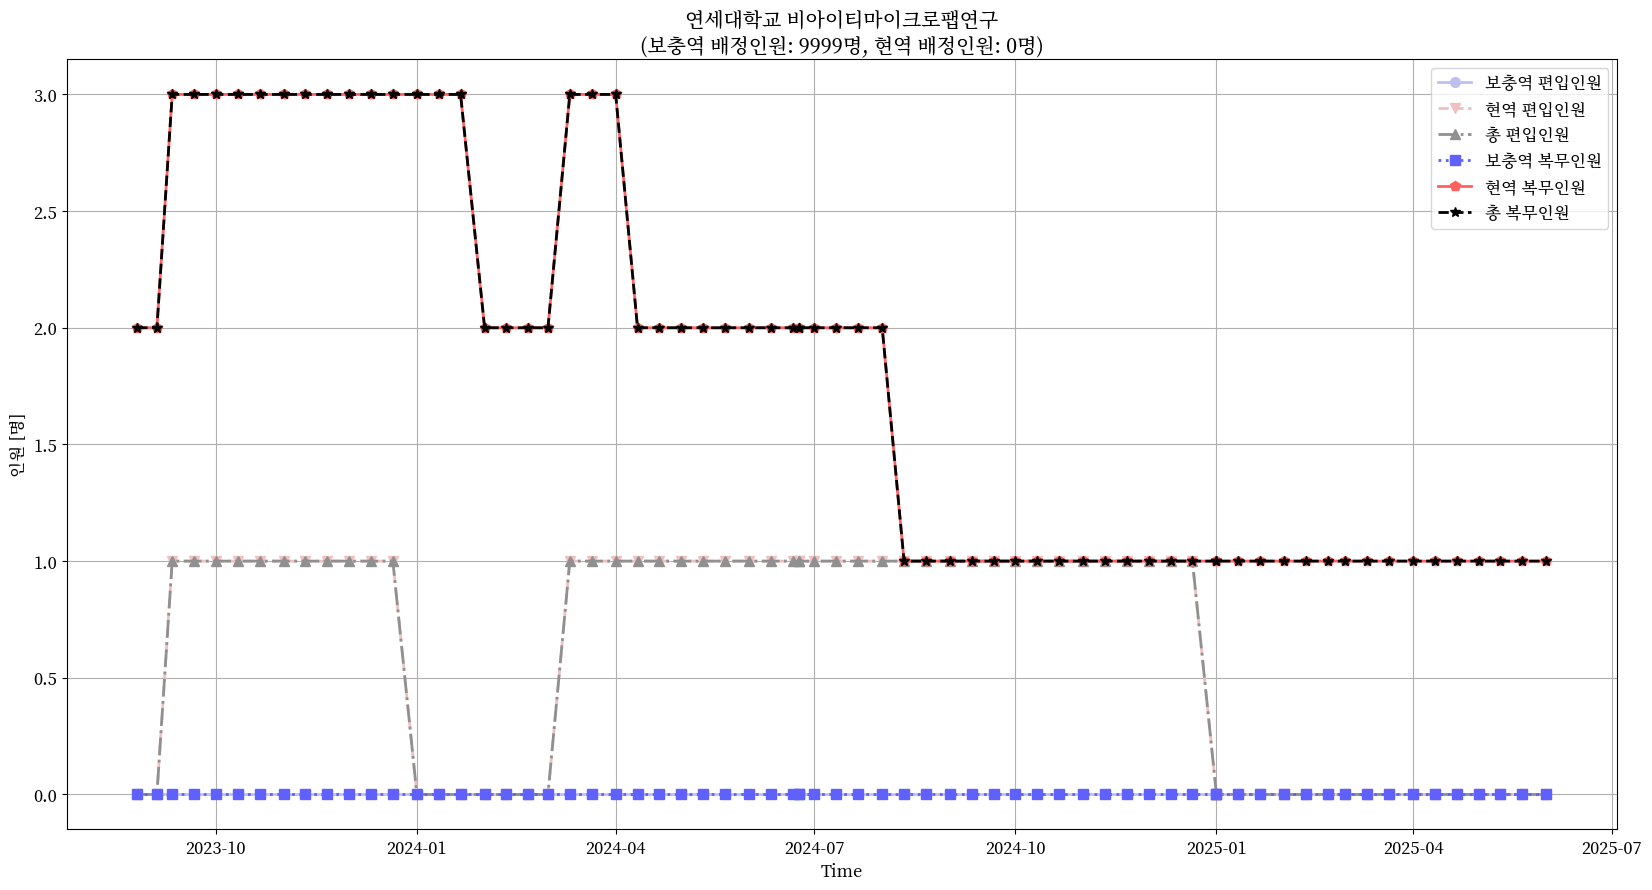 연세대학교 비아이티마이크로팹연구
(보충역 배정인원: 9999명, 현역 배정인원: 0명)
보충역 편입인원
현역 편입인원
총 편입인원
보충역 복무인원
현역 복무인원
총 복무인원
인원 [명]
3.0
2.5
2.0
1.5
1.0
0.5
0.0
2023-10
2024-01
2024-04
2024-07
2024-10
2025-01
2025-04
2025-07
Time